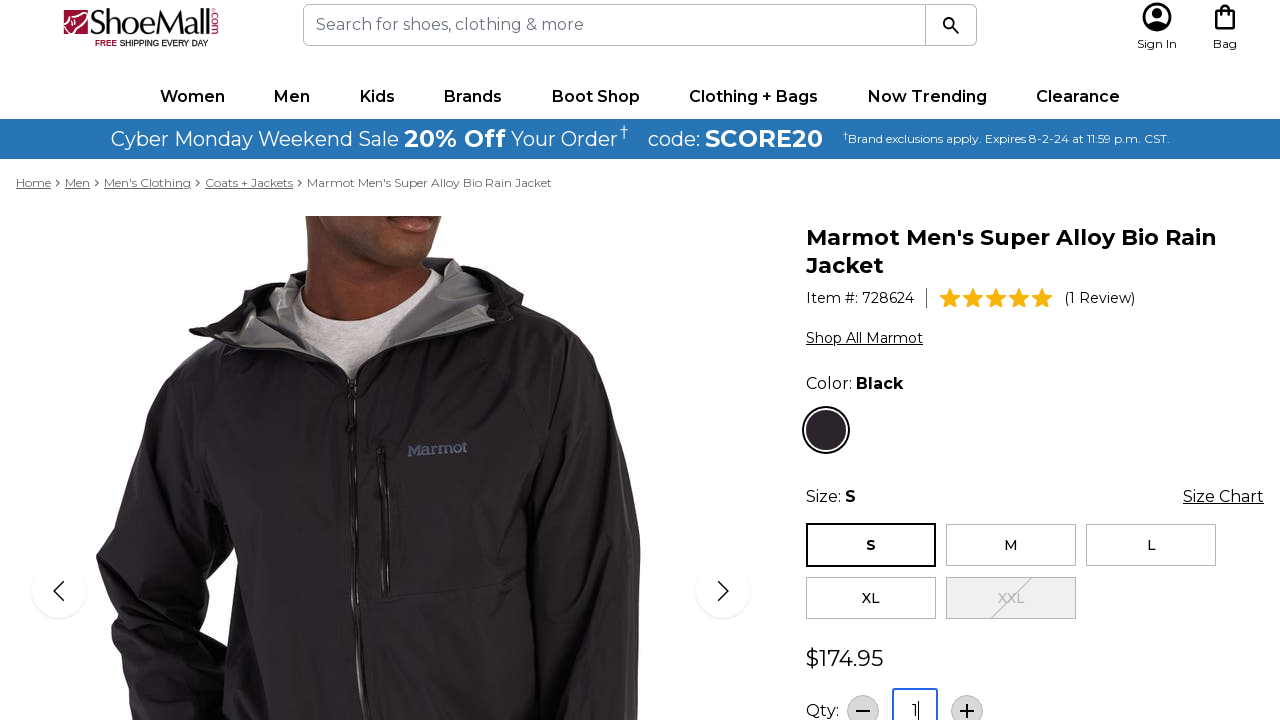 ShoeMall.com
FREE SHIPPING EVERY DAY
Search for shoes, clothing & more
Sign In
Bag
Women Men Kids Brands Boot Shop Clothing + Bags Now Trending Clearance
Cyber Monday Weekend Sale 20% Off Your Order† code: SCORE20 †Brand exclusions apply. Expires 8-2-24 at 11:59 p.m. CST.
Home > Men > Men's Clothing > Coats + Jackets > Marmot Men's Super Alloy Bio Rain Jacket
Marmot
Marmot Men's Super Alloy Bio Rain
Jacket
Item #: 728624 (1 Review)
Shop All Marmot
Color: Black
Size: S Size Chart
S M L
XL XXL
$174.95
Qty: 1